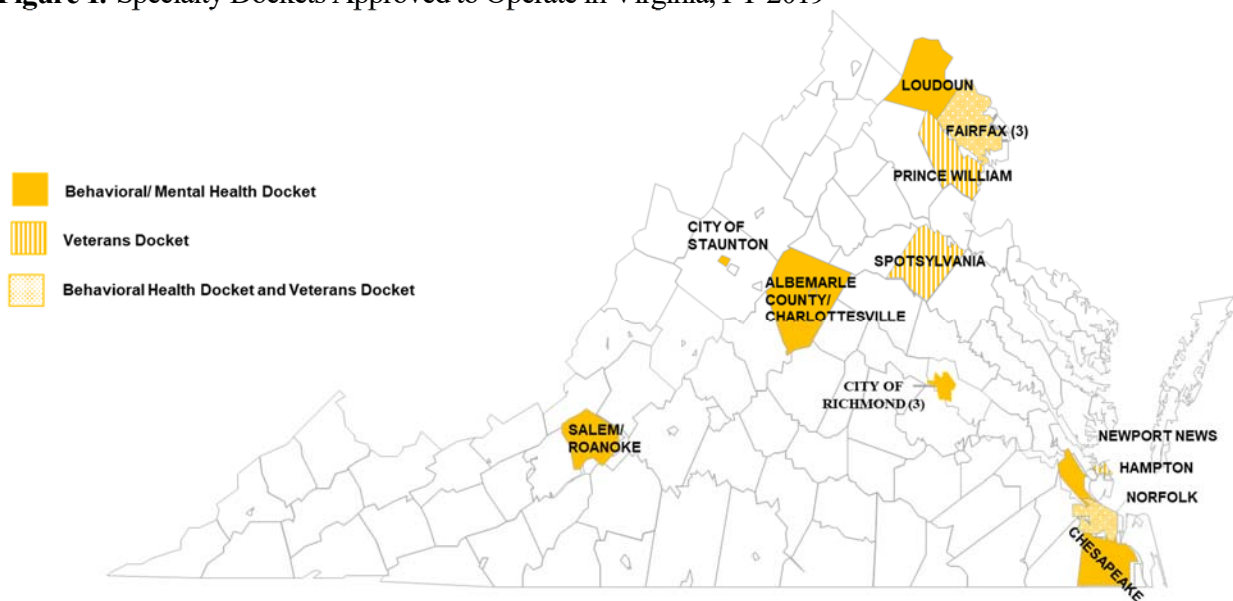 Figure 1. Specialty Dockets Approved to Operate in Virginia, FY 2019
LOUDOUN
FAIRFAX (3)
PRINCE WILLIAM
Behavioral/ Mental Health Docket
Veterans Docket
Behavioral Health Docket and Veterans Docket
CITY OF
STAUNTON
SPOTSYLVANIA
ALBEMARLE
COUNTY/
CHARLOTTESVILLE
CITY OF
RICHMOND (3)
SALEM/
ROANOKE
NEWPORT NEWS
HAMPTON
NORFOLK
CHESAPEAKE